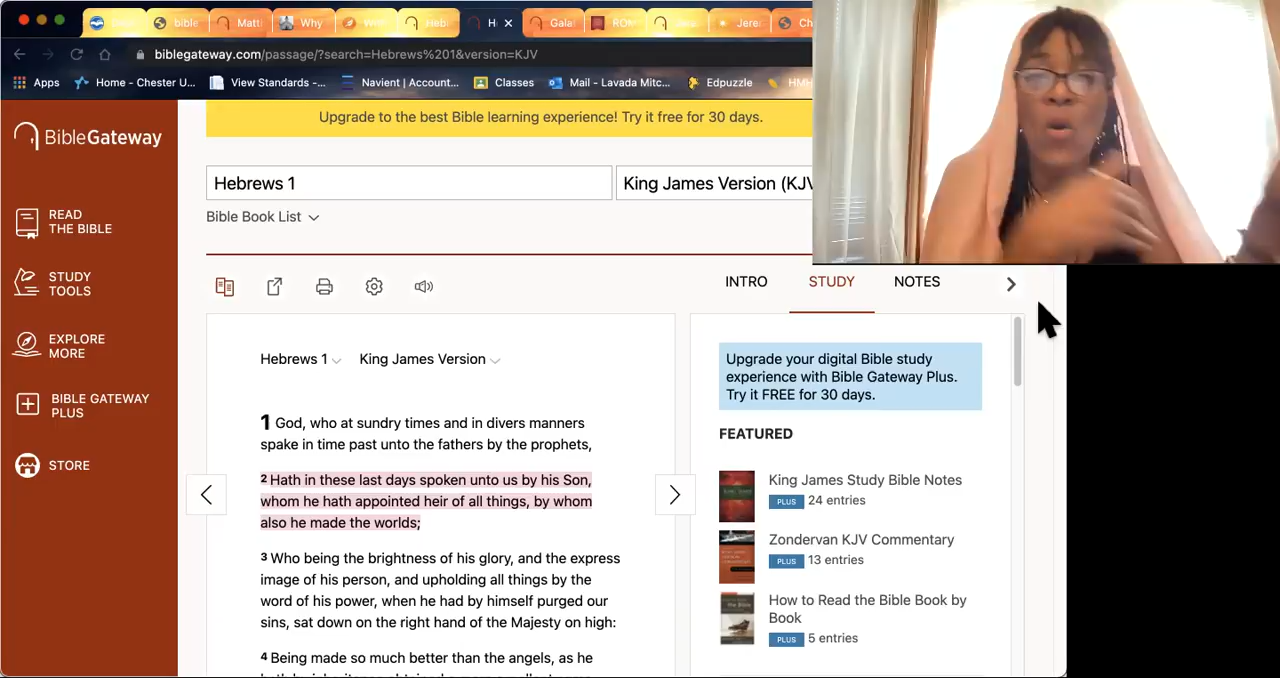 bible
Matt
Why
Heb
H
Gala
ROM
Jere
Ch
biblegateway.com/passage/?search=Hebrews%201&version=KJV
Apps
Home - Chester U...
View Standards -...
Navient | Account...
Classes
Mail - Lavada Mitc...
Edpuzzle
HMH
Upgrade to the best Bible learning experience! Try it free for 30 days.
BibleGateway
READ
THE BIBLE
STUDY
TOOLS
EXPLORE
MORE
BIBLE GATEWAY
PLUS
STORE
Hebrews 1
King James Version (KJV
Bible Book List
INTRO
STUDY
NOTES
Hebrews 1
King James Version
1 God, who at sundry times and in divers manners
spake in time past unto the fathers by the prophets,
2 Hath in these last days spoken unto us by his Son,
whom he hath appointed heir of all things, by whom
also he made the worlds;
3 Who being the brightness of his glory, and the express
image of his person, and upholding all things by the
word of his power, when he had by himself purged our
sins, sat down on the right hand of the Majesty on high:
4 Being made so much better than the angels, as he
Upgrade your digital Bible study
experience with Bible Gateway Plus.
Try it FREE for 30 days.
FEATURED
King James Study Bible Notes
PLUS 24 entries
Zondervan KJV Commentary
PLUS 13 entries
How to Read the Bible Book by
Book
PLUS 5 entries